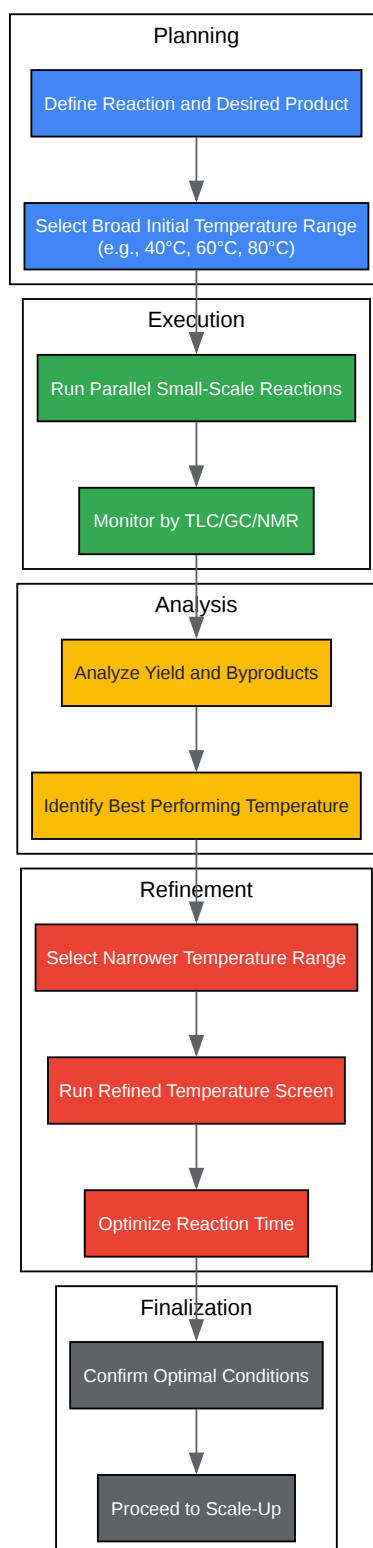 Planning
Define Reaction and Desired Product
Select Broad Initial Temperature Range
(e.g., 40°C, 60°C, 80°C)
Execution
Run Parallel Small-Scale Reactions
Monitor by TLC/GC/NMR
Analysis
Analyze Yield and Byproducts
Identify Best Performing Temperature
Refinement
Select Narrower Temperature Range
Run Refined Temperature Screen
Optimize Reaction Time
Finalization
Confirm Optimal Conditions
Proceed to Scale-Up